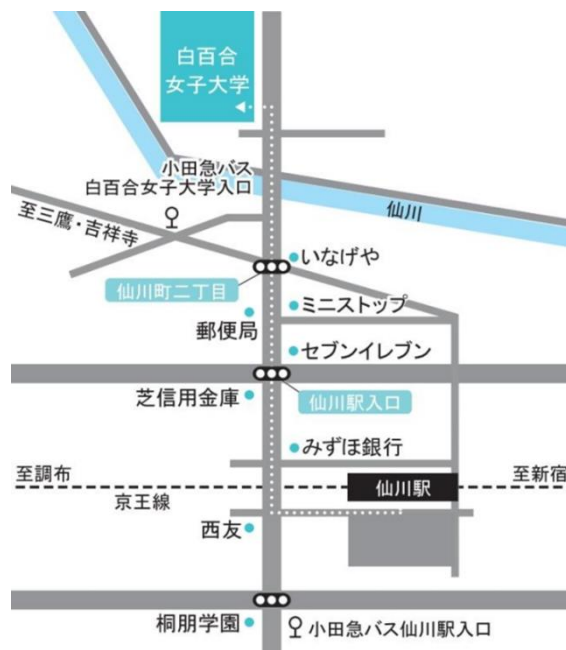 白百合
女子大学
小田急バス
白百合女子大学入口
至三鷹・吉祥寺
仙川
いなげや
仙川町二丁目
ミニストップ
郵便局
セブンイレブン
芝信用金庫
仙川駅入口
みずほ銀行
至調布
仙川駅
至新宿
京王線
西友
桐朋学園
小田急バス仙川駅入口